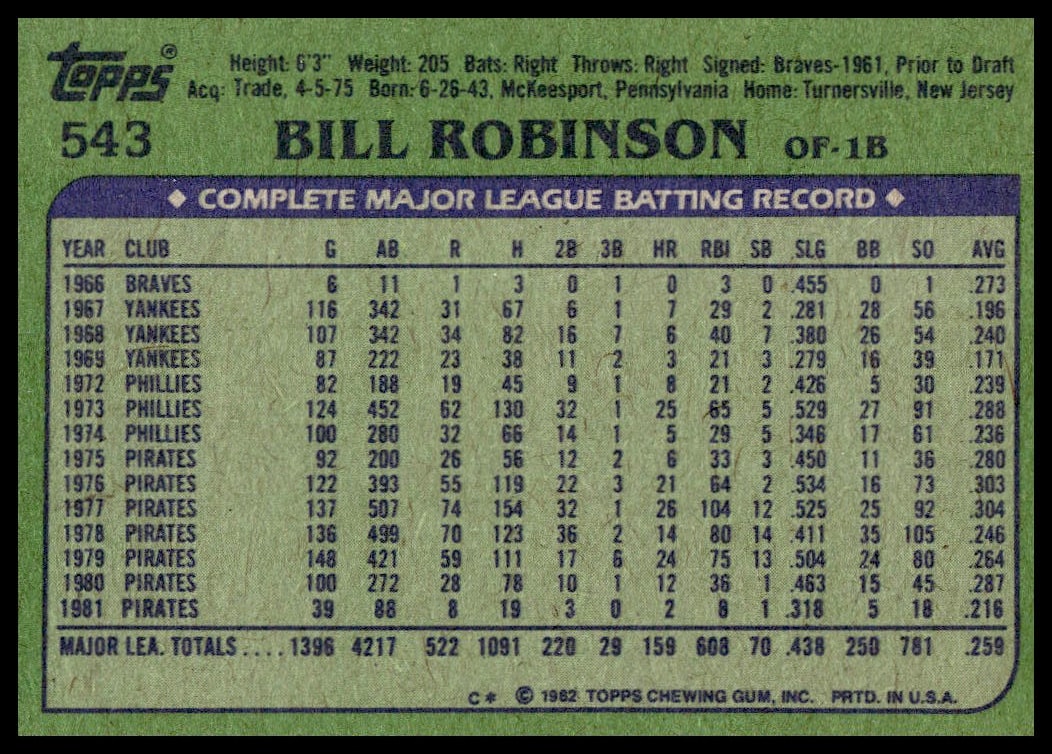 Topps®
Height: 6'3" Weight: 205 Bats: Right Throws: Right Signed: Braves-1961, Prior to Draft
Acq: Trade, 4-5-75 Born: 6-26-43, McKeesport, Pennsylvania Home: Turnersville, New Jersey
543 BILL ROBINSON OF-1B
◆ COMPLETE MAJOR LEAGUE BATTING RECORD ◆
YEAR CLUB G AB R H 2B 3B HR RBI SB SLG BB SO AVG
1966 BRAVES 6 11 1 3 0 1 0 3 0 .455 0 1 .273
1967 YANKEES 116 342 31 67 6 1 7 29 2 .281 28 56 .196
1968 YANKEES 107 342 34 82 16 7 6 40 7 .380 26 54 .240
1969 YANKEES 87 222 23 38 11 2 3 21 3 .279 16 39 .171
1972 PHILLIES 82 188 19 45 9 1 8 21 2 .426 5 30 .239
1973 PHILLIES 124 452 62 130 32 1 25 65 5 .529 27 91 .288
1974 PHILLIES 100 280 32 66 14 1 5 29 5 .346 17 61 .236
1975 PIRATES 92 200 26 56 12 2 6 33 3 .450 11 36 .280
1976 PIRATES 122 393 55 119 22 3 21 64 2 .534 16 73 .303
1977 PIRATES 137 507 74 154 32 1 26 104 12 .525 25 92 .304
1978 PIRATES 136 499 70 123 36 2 14 80 14 .411 35 105 .246
1979 PIRATES 148 421 59 111 17 6 24 75 13 .504 24 80 .264
1980 PIRATES 100 272 28 78 10 1 12 36 1 .463 15 45 .287
1981 PIRATES 39 88 8 19 3 0 2 8 1 .318 5 18 .216
MAJOR LEA. TOTALS .... 1396 4217 522 1091 220 29 159 608 70 .438 250 781 .259
C* © 1982 TOPPS CHEWING GUM, INC. PRTD. IN U.S.A.